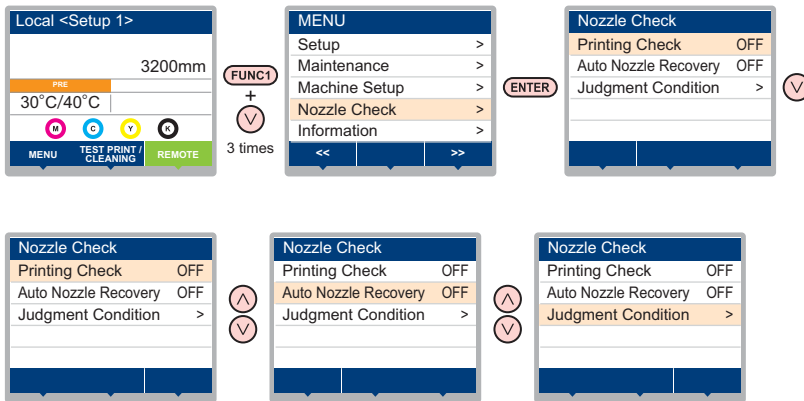 Local <Setup 1>
3200mm
PRE
30°C/40°C
M C Y K
MENU TEST PRINT / CLEANING REMOTE
FUNC1
+
3 times
MENU
Setup >
Maintenance >
Machine Setup >
Nozzle Check >
Information >
<< >>
ENTER
Nozzle Check
Printing Check OFF
Auto Nozzle Recovery OFF
Judgment Condition >
Nozzle Check
Printing Check OFF
Auto Nozzle Recovery OFF
Judgment Condition >
Nozzle Check
Printing Check OFF
Auto Nozzle Recovery OFF
Judgment Condition >
Nozzle Check
Printing Check OFF
Auto Nozzle Recovery OFF
Judgment Condition >